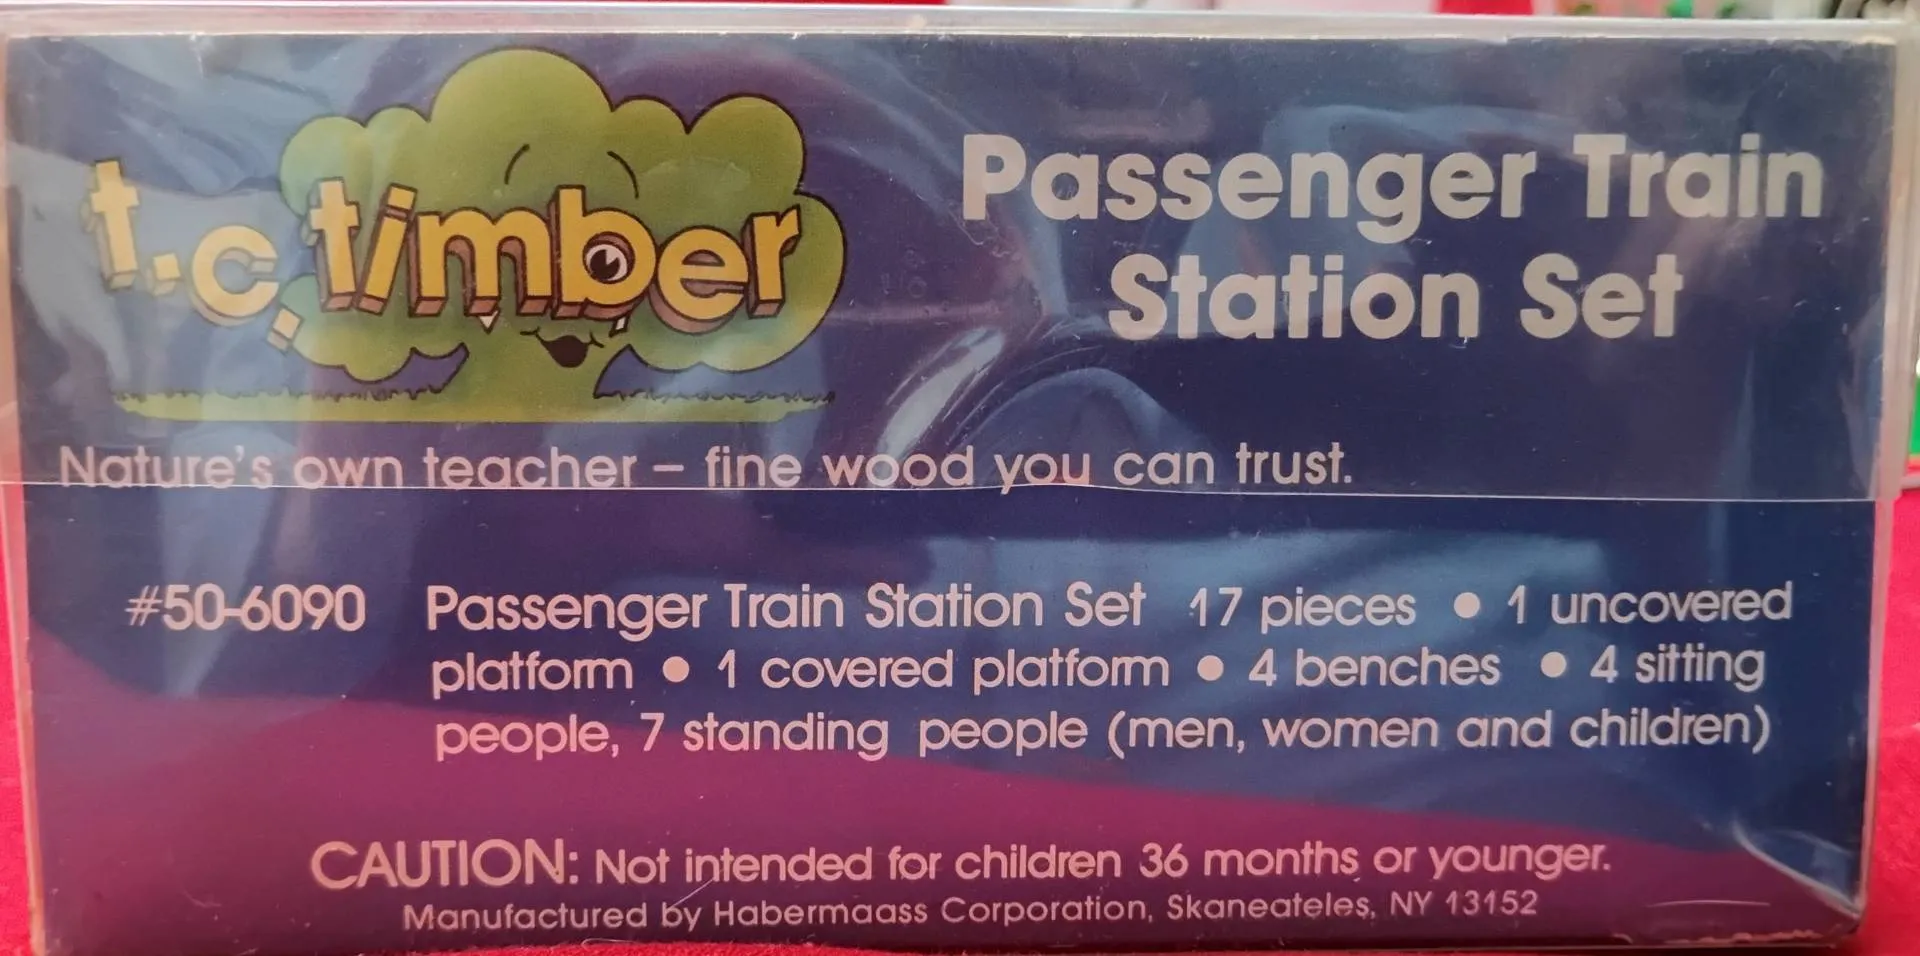 t.c. timber
Passenger Train
Station Set
Nature's own teacher – fine wood you can trust.
#50-6090 Passenger Train Station Set 17 pieces • 1 uncovered
platform • 1 covered platform • 4 benches • 4 sitting
people, 7 standing people (men, women and children)
CAUTION: Not intended for children 36 months or younger.
Manufactured by Habermaass Corporation, Skaneateles, NY 13152